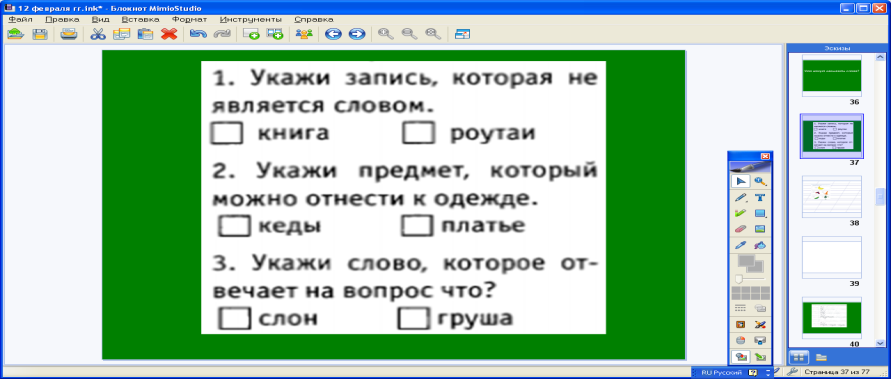 12 февраля гг.ink* - Блокнот MimioStudio
Файл Правка Вид Вставка Формат Инструменты Справка
1. Укажи запись, которая не
является словом.
книга роутаи
2. Укажи предмет, который
можно отнести к одежде.
кеды платье
3. Укажи слово, которое от-
вечает на вопрос что?
слон груша
Эскизы
36
37
38
39
40
RU Русский
Страница 37 из 77